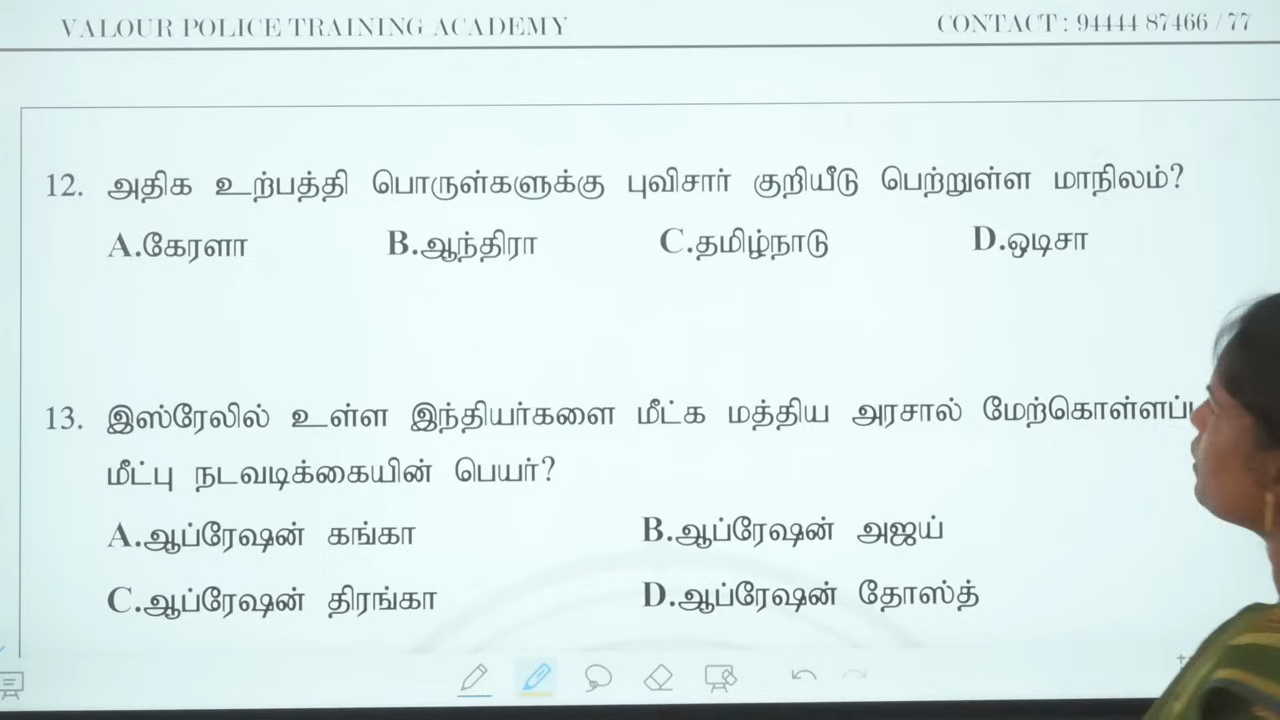 VALOUR POLICE TRAINING ACADEMY CONTACT : 94444 87466 / 77
12. அதிக உற்பத்தி பொருள்களுக்கு புவிசார் குறியீடு பெற்றுள்ள மாநிலம்?
A.கேரளா B.ஆந்திரா C.தமிழ்நாடு D.ஒடிசா
13. இஸ்ரேலில் உள்ள இந்தியர்களை மீட்க மத்திய அரசால்
மீட்பு நடவடிக்கையின் பெயர்?
A.ஆப்ரேஷன் கங்கா B.ஆப்ரேஷன் அஜய்
C.ஆப்ரேஷன் திரங்கா D.ஆப்ரேஷன் தோஸ்த்